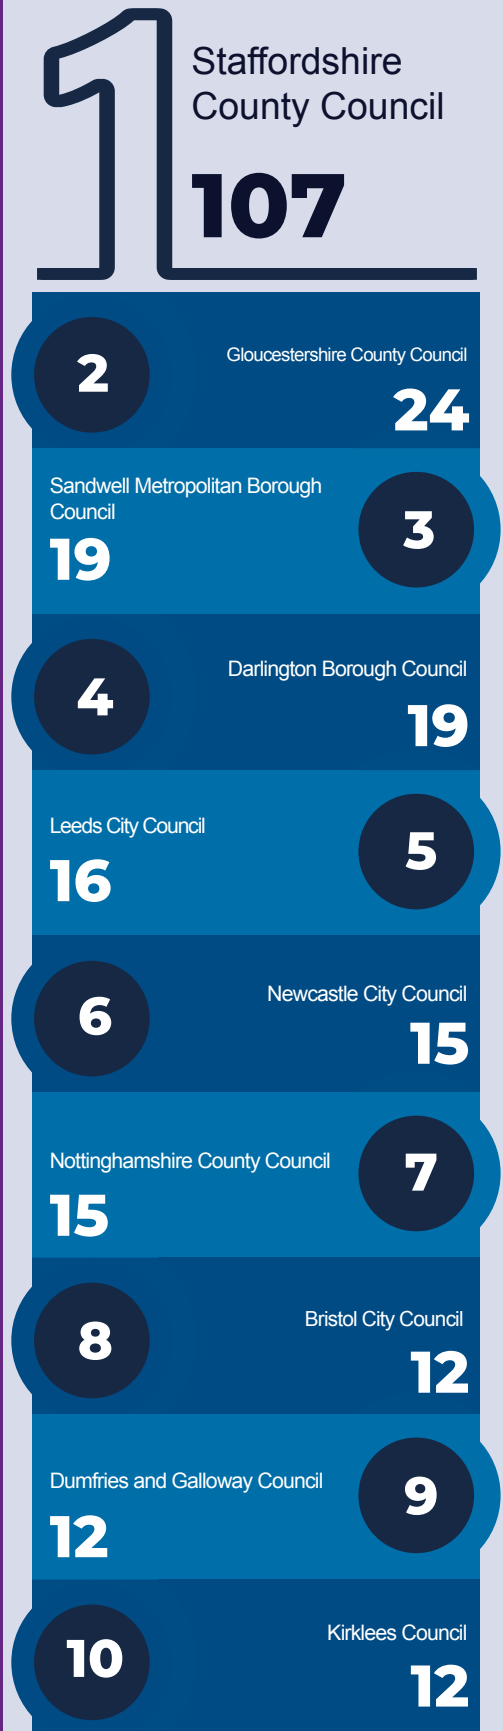 1
Staffordshire
County Council
107
2
Gloucestershire County Council
24
Sandwell Metropolitan Borough
Council
19
3
4
Darlington Borough Council
19
Leeds City Council
16
5
6
Newcastle City Council
15
Nottinghamshire County Council
15
7
8
Bristol City Council
12
Dumfries and Galloway Council
12
9
10
Kirklees Council
12